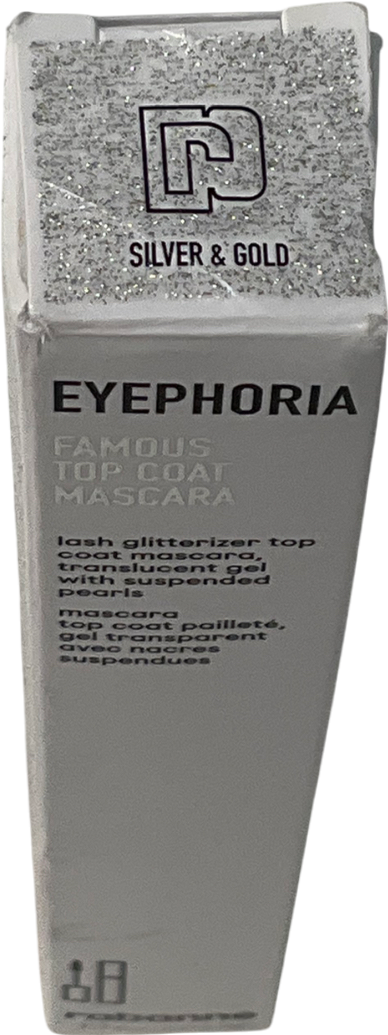 SILVER & GOLD
EYEPHORIA
FAMOUS
TOP COAT
MASCARA
lash glitterizer top
coat mascara,
translucent gel
with suspended
pearls
mascara
top coat pailleté,
gel transparent
avec nacres
suspendues
rabanne